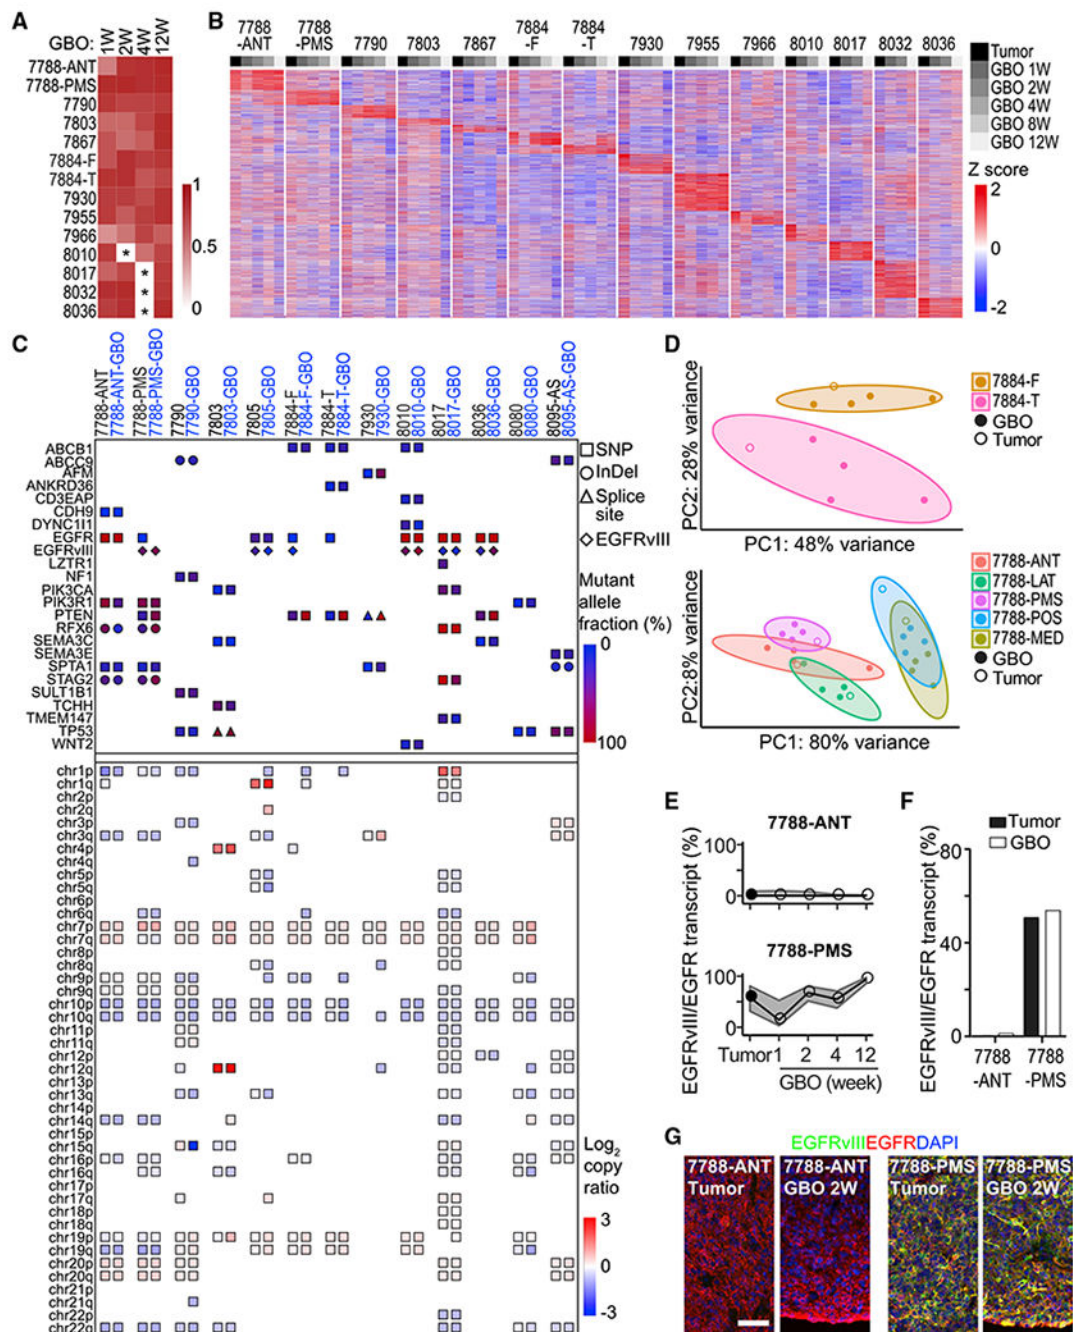 A
GBO: 1W 2W 4W 12W
7788-ANT
7788-PMS
7790
7803
7867
7884-F
7884-T
7930
7955
7966
8010 *
8017 *
8032 *
8036 *
1
0.5
0
B
7788 -ANT
7788 -PMS
7790
7803
7867
7884 -F
7884 -T
7930
7955
7966
8010
8017
8032
8036
Tumor
GBO 1W
GBO 2W
GBO 4W
GBO 8W
GBO 12W
Z score
2
0
-2
C
7788-ANT
7788-ANT-GBO
7788-PMS
7788-PMS-GBO
7790
7790-GBO
7803
7803-GBO
7805
7805-GBO
7884-F
7884-F-GBO
7884-T
7884-T-GBO
7930
7930-GBO
8010
8010-GBO
8017
8017-GBO
8036
8036-GBO
8080
8080-GBO
8095-AS
8095-AS-GBO
ABCB1
ABCC9
AFM
ANKRD36
CD3EAP
CDH9
DYNC1I1
EGFR
EGFRvIII
LZTR1
NF1
PIK3CA
PIK3R1
PTEN
RFX6
SEMA3C
SEMA3E
SPTA1
STAG2
SULT1B1
TCHH
TMEM147
TP53
WNT2
SNP
InDel
Splice
site
EGFRvIII
Mutant
allele
fraction (%)
0
100
chr1p
chr1q
chr2p
chr2q
chr3p
chr3q
chr4p
chr4q
chr5p
chr5q
chr6p
chr6q
chr7p
chr7q
chr8p
chr8q
chr9p
chr9q
chr10p
chr10q
chr11p
chr11q
chr12p
chr12q
chr13p
chr13q
chr14p
chr14q
chr15p
chr15q
chr16p
chr16q
chr17p
chr17q
chr18p
chr18q
chr19p
chr19q
chr20p
chr20q
chr21p
chr21q
chr22p
chr22q
Log2
copy
ratio
3
0
-3
D
PC2: 28% variance
PC1: 48% variance
7884-F
7884-T
GBO
Tumor
PC2:8% variance
PC1: 80% variance
7788-ANT
7788-LAT
7788-PMS
7788-POS
7788-MED
GBO
Tumor
E
EGFRvIII/EGFR transcript (%)
7788-ANT
100
0
7788-PMS
100
0
Tumor 1 2 4 12
GBO (week)
F
Tumor
GBO
EGFRvIII/EGFR transcript (%)
80
40
0
7788 7788
-ANT -PMS
G
EGFRvIIIEGFRDAPI
7788-ANT
Tumor
7788-ANT
GBO 2W
7788-PMS
Tumor
7788-PMS
GBO 2W